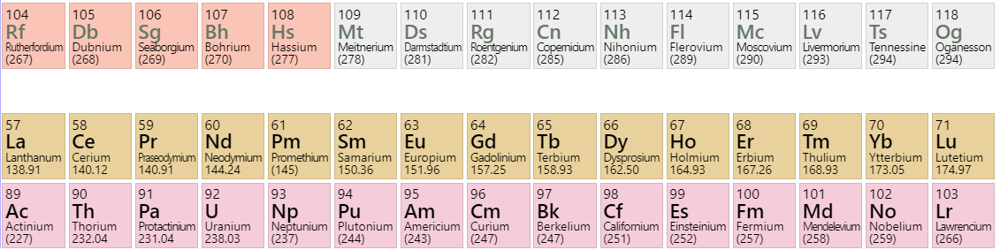 104 105 106 107 108 109 110 111 112 113 114 115 116 117 118
Rf Db Sg Bh Hs Mt Ds Rg Cn Nh Fl Mc Lv Ts Og
Rutherfordium Dubnium Seaborgium Bohrium Hassium Meitnerium Darmstadtium Roentgenium Copernicium Nihonium Flerovium Moscovium Livermorium Tennessine Oganesson
(267) (268) (269) (270) (277) (278) (281) (282) (285) (286) (289) (290) (293) (294) (294)
57 58 59 60 61 62 63 64 65 66 67 68 69 70 71
La Ce Pr Nd Pm Sm Eu Gd Tb Dy Ho Er Tm Yb Lu
Lanthanum Cerium Praseodymium Neodymium Promethium Samarium Europium Gadolinium Terbium Dysprosium Holmium Erbium Thulium Ytterbium Lutetium
138.91 140.12 140.91 144.24 (145) 150.36 151.96 157.25 158.93 162.50 164.93 167.26 168.93 173.05 174.97
89 90 91 92 93 94 95 96 97 98 99 100 101 102 103
Ac Th Pa U Np Pu Am Cm Bk Cf Es Fm Md No Lr
Actinium Thorium Protactinium Uranium Neptunium Plutonium Americium Curium Berkelium Californium Einsteinium Fermium Mendelevium Nobelium Lawrencium
(227) 232.04 231.04 238.03 (237) (244) (243) (247) (247) (251) (252) (257) (258) (259) (266)